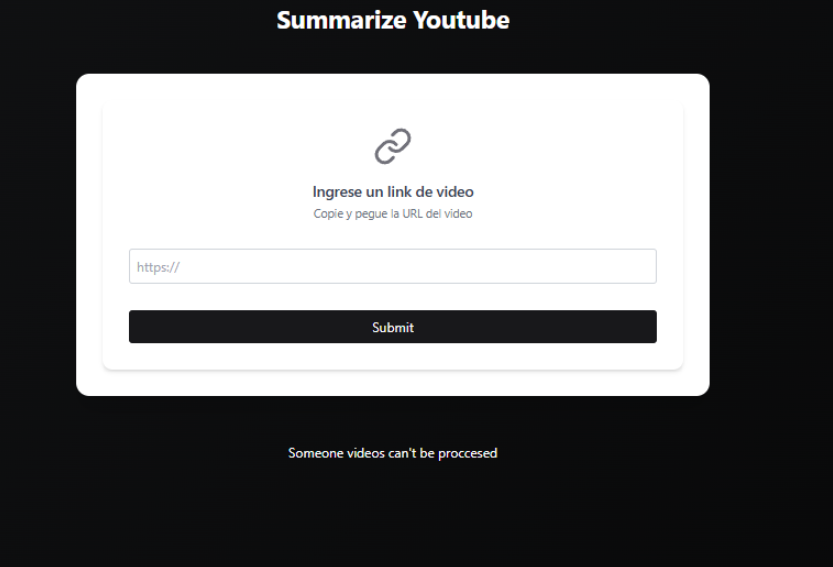 Summarize Youtube
Ingrese un link de video
Copie y pegue la URL del video
https://
Submit
Someone videos can't be proccesed